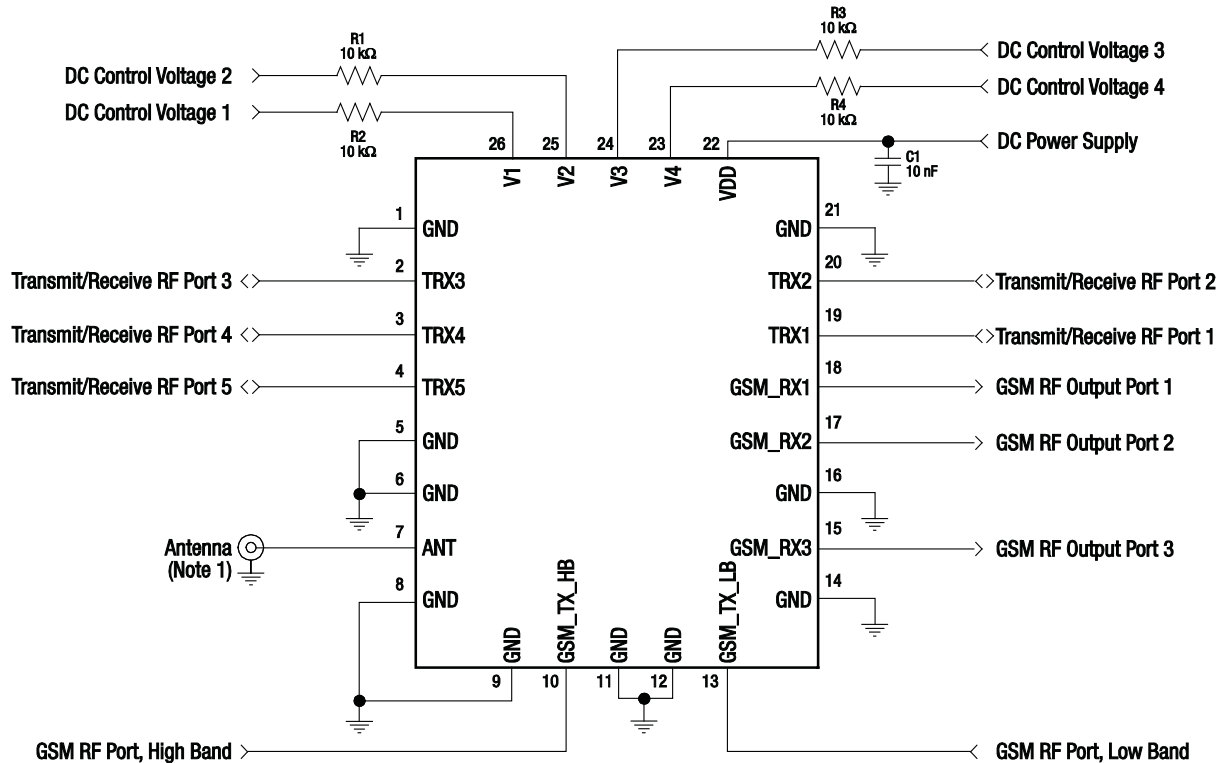 R1
10 kΩ
DC Control Voltage 2
DC Control Voltage 1
R2
10 kΩ
R3
10 kΩ
DC Control Voltage 3
DC Control Voltage 4
R4
10 kΩ
DC Power Supply
C1
10 nF
26
25
24
23
22
V1
V2
V3
V4
VDD
1
GND
2
Transmit/Receive RF Port 3
TRX3
3
Transmit/Receive RF Port 4
TRX4
4
Transmit/Receive RF Port 5
TRX5
5
GND
6
GND
7
Antenna
(Note 1)
ANT
8
GND
21
GND
20
TRX2
Transmit/Receive RF Port 2
19
TRX1
Transmit/Receive RF Port 1
18
GSM_RX1
GSM RF Output Port 1
17
GSM_RX2
GSM RF Output Port 2
16
GND
15
GSM_RX3
GSM RF Output Port 3
14
GND
GND
GSM_TX_HB
GND
GND
GSM_TX_LB
9
10
11
12
13
GSM RF Port, High Band
GSM RF Port, Low Band